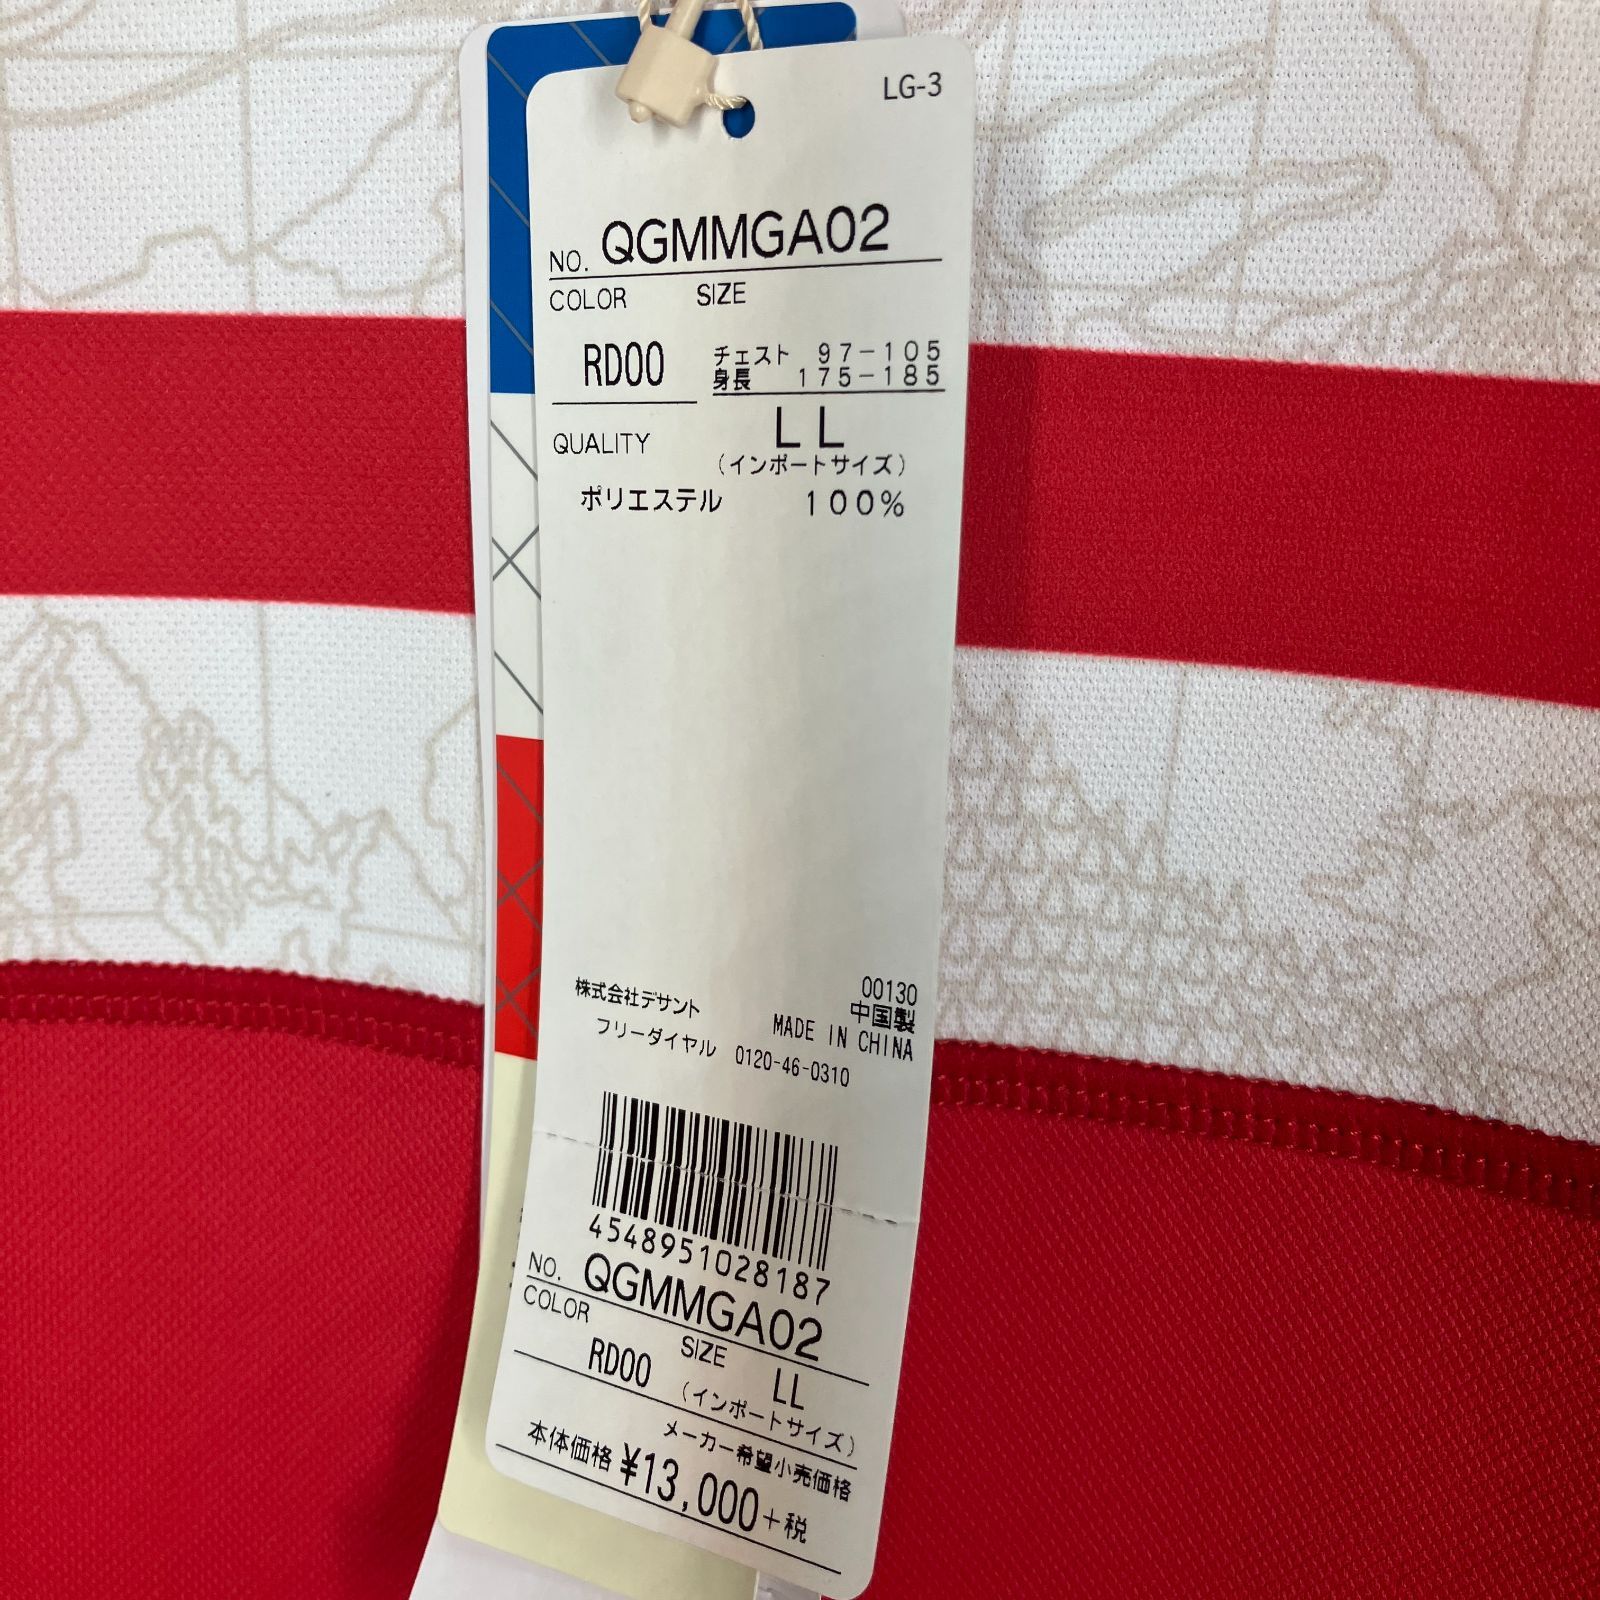 LG-3
NO. QGMMGA02
COLOR SIZE
RD00
チェスト 97-105
身長 175-185
QUALITY
LL
(インポートサイズ)
ポリエステル 100%
00130
株式会社デサント 中国製
MADE IN CHINA
フリーダイヤル 0120-46-0310
4548951028187
NO. QGMMGA02
COLOR SIZE
RD00 LL
(インポートサイズ)
メーカー希望小売価格
本体価格 ¥13,000+税